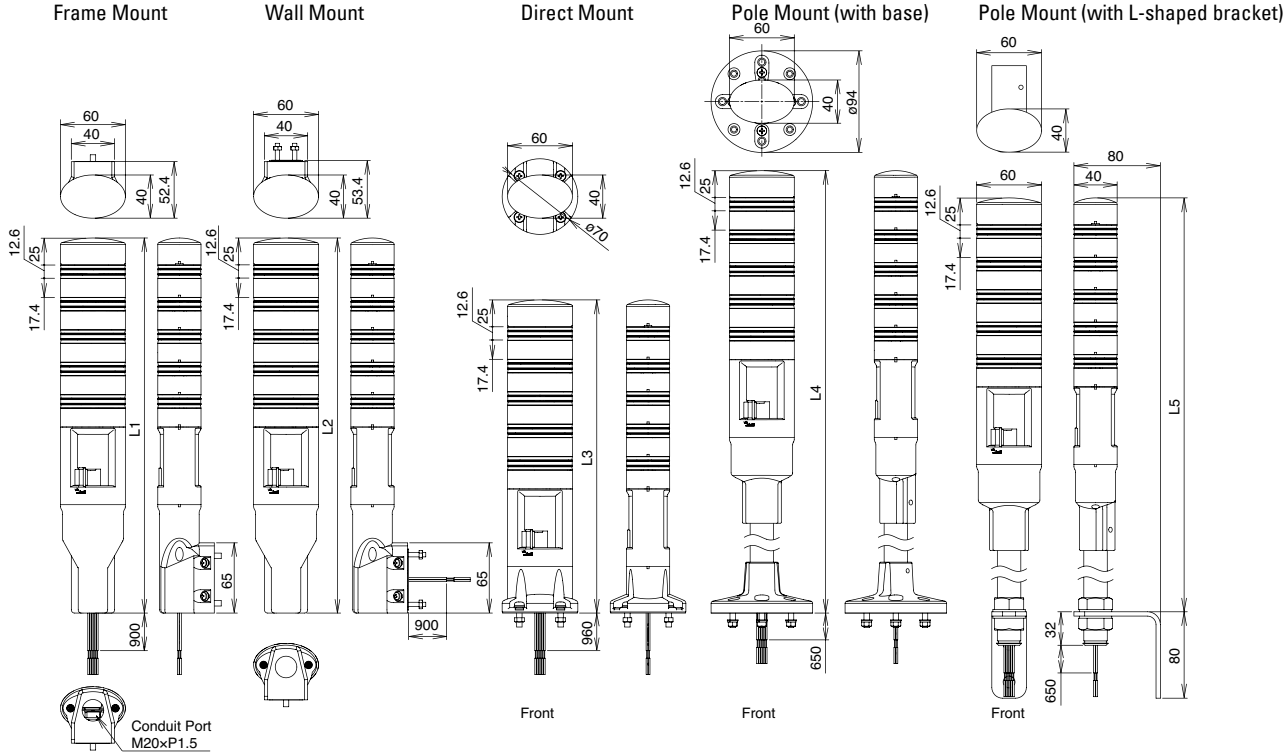 Frame Mount
Wall Mount
Direct Mount
Pole Mount (with base)
Pole Mount (with L-shaped bracket)
60
40
40
52.4
12.6
25
17.4
L1
65
900
Conduit Port
M20×P1.5
60
40
40
53.4
12.6
25
17.4
L2
65
900
60
40
ø70
12.6
25
17.4
L3
960
Front
60
40
ø94
12.6
25
17.4
L4
650
Front
60
40
80
60
40
12.6
25
17.4
L5
32
650
80
Front